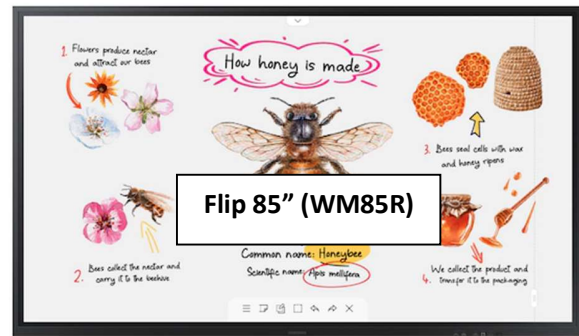 How honey is made
1. Flowers produce nectar
and attract our bees
2. Bees collect the nectar and
carry it to the beehive
Flip 85” (WM85R)
Common name: Honeybee
Scientific name: Apis mellifera
3. Bees seal cells with wax
and honey ripens
4. We collect the product and
transfer it to the packaging